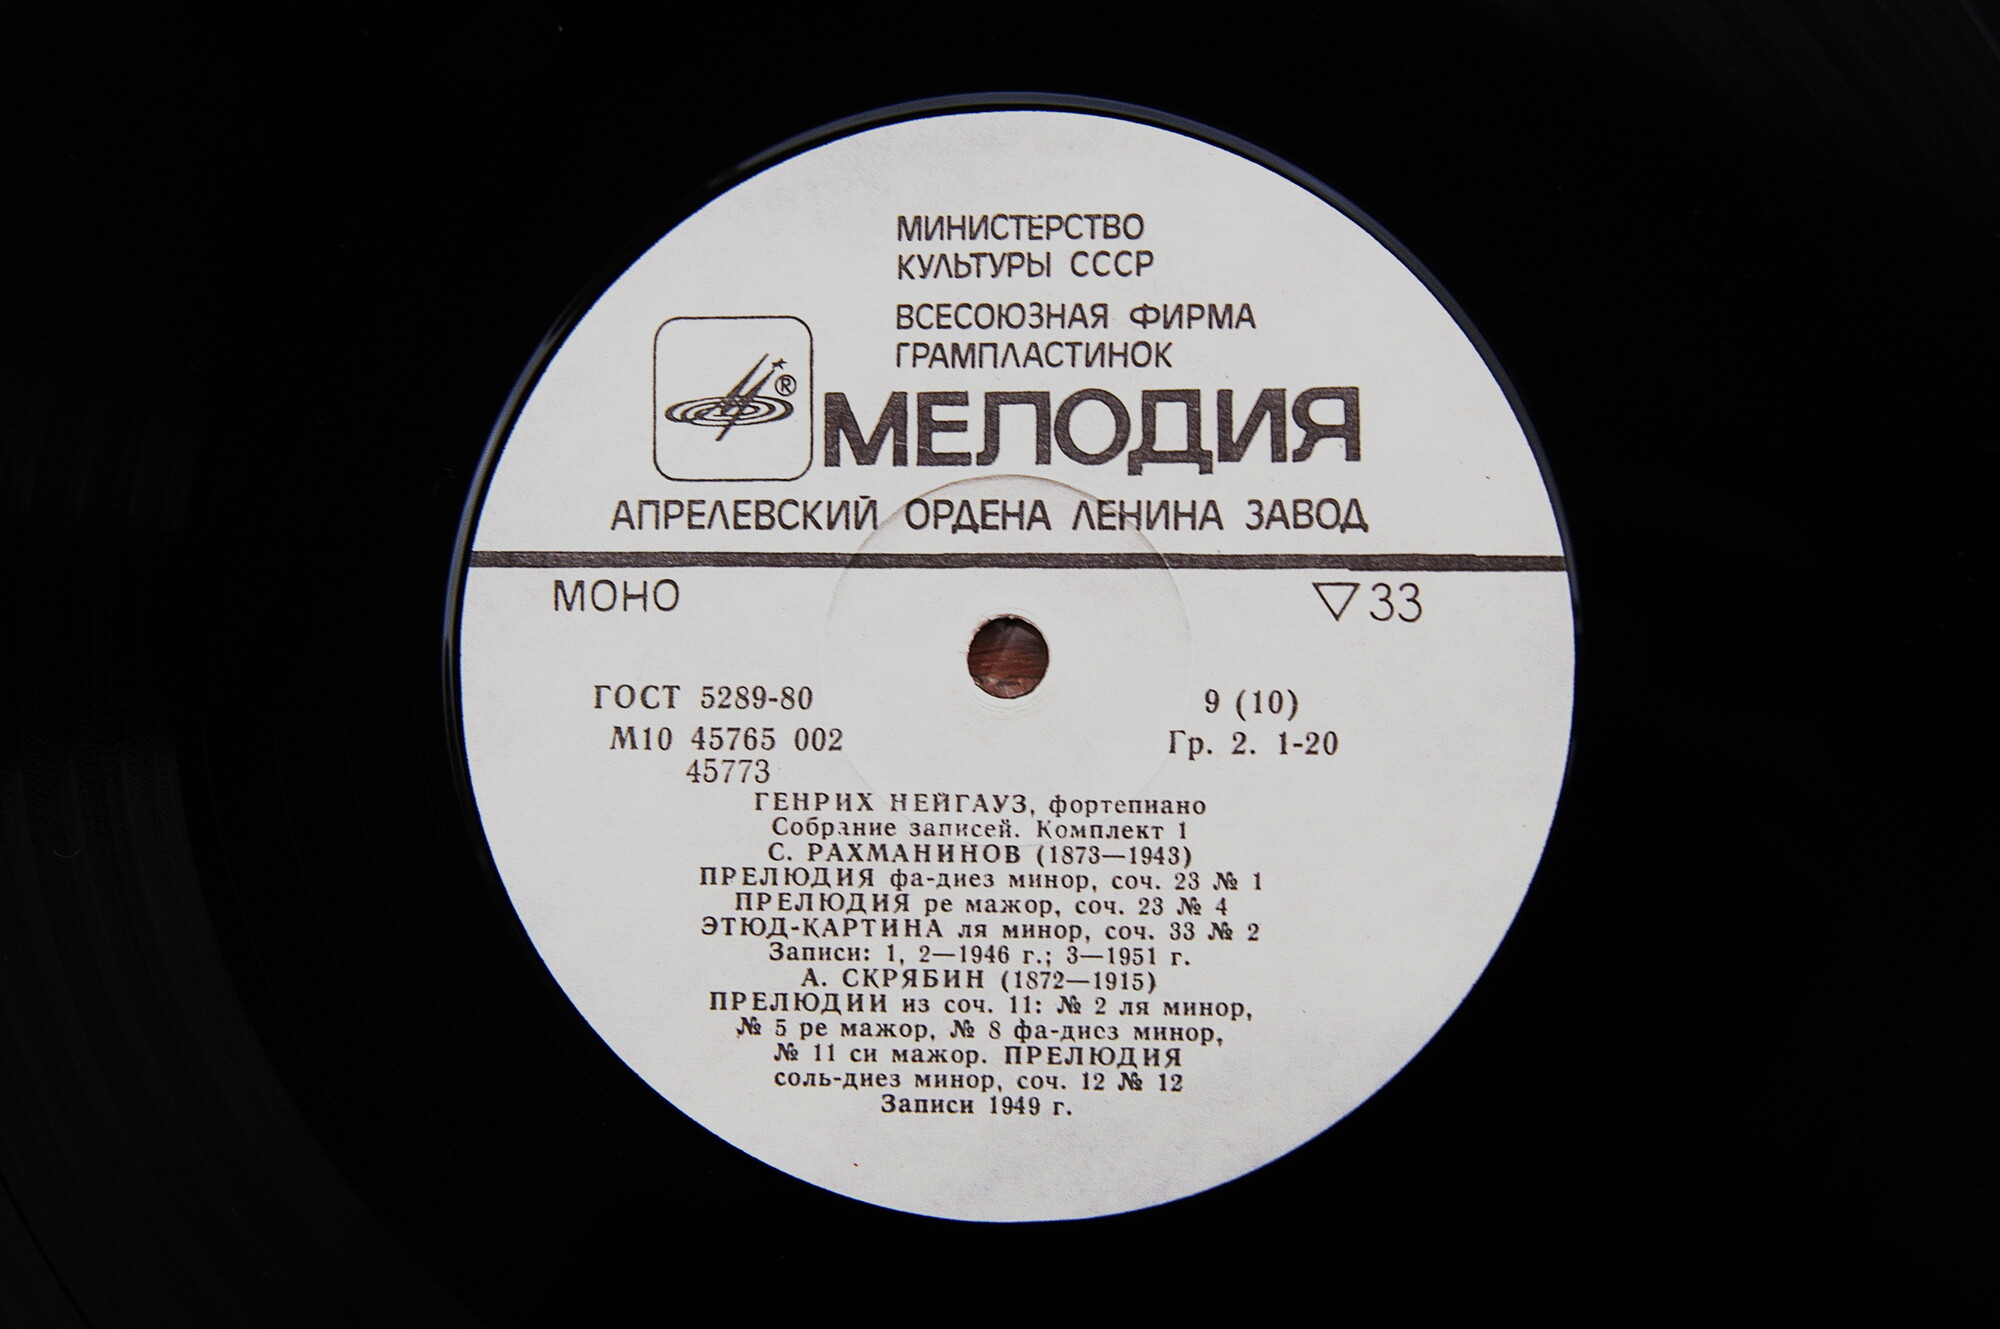 МИНИСТЕРСТВО
КУЛЬТУРЫ СССР
ВСЕСОЮЗНАЯ ФИРМА
ГРАМПЛАСТИНОК
®
МЕЛОДИЯ
АПРЕЛЕВСКИЙ ОРДЕНА ЛЕНИНА ЗАВОД
МОНО ▽33
ГОСТ 5289-80 9 (10)
М10 45765 002 Гр. 2. 1-20
45773
ГЕНРИХ НЕЙГАУЗ, фортепиано
Собрание записей. Комплект 1
С. РАХМАНИНОВ (1873—1943)
ПРЕЛЮДИЯ фа-диез минор, соч. 23 № 1
ПРЕЛЮДИЯ ре мажор, соч. 23 № 4
ЭТЮД-КАРТИНА ля минор, соч. 33 № 2
Записи: 1, 2—1946 г.; 3—1951 г.
А. СКРЯБИН (1872—1915)
ПРЕЛЮДИИ из соч. 11: № 2 ля минор,
№ 5 ре мажор, № 8 фа-диез минор,
№ 11 си мажор. ПРЕЛЮДИЯ
соль-диез минор, соч. 12 № 12
Записи 1949 г.